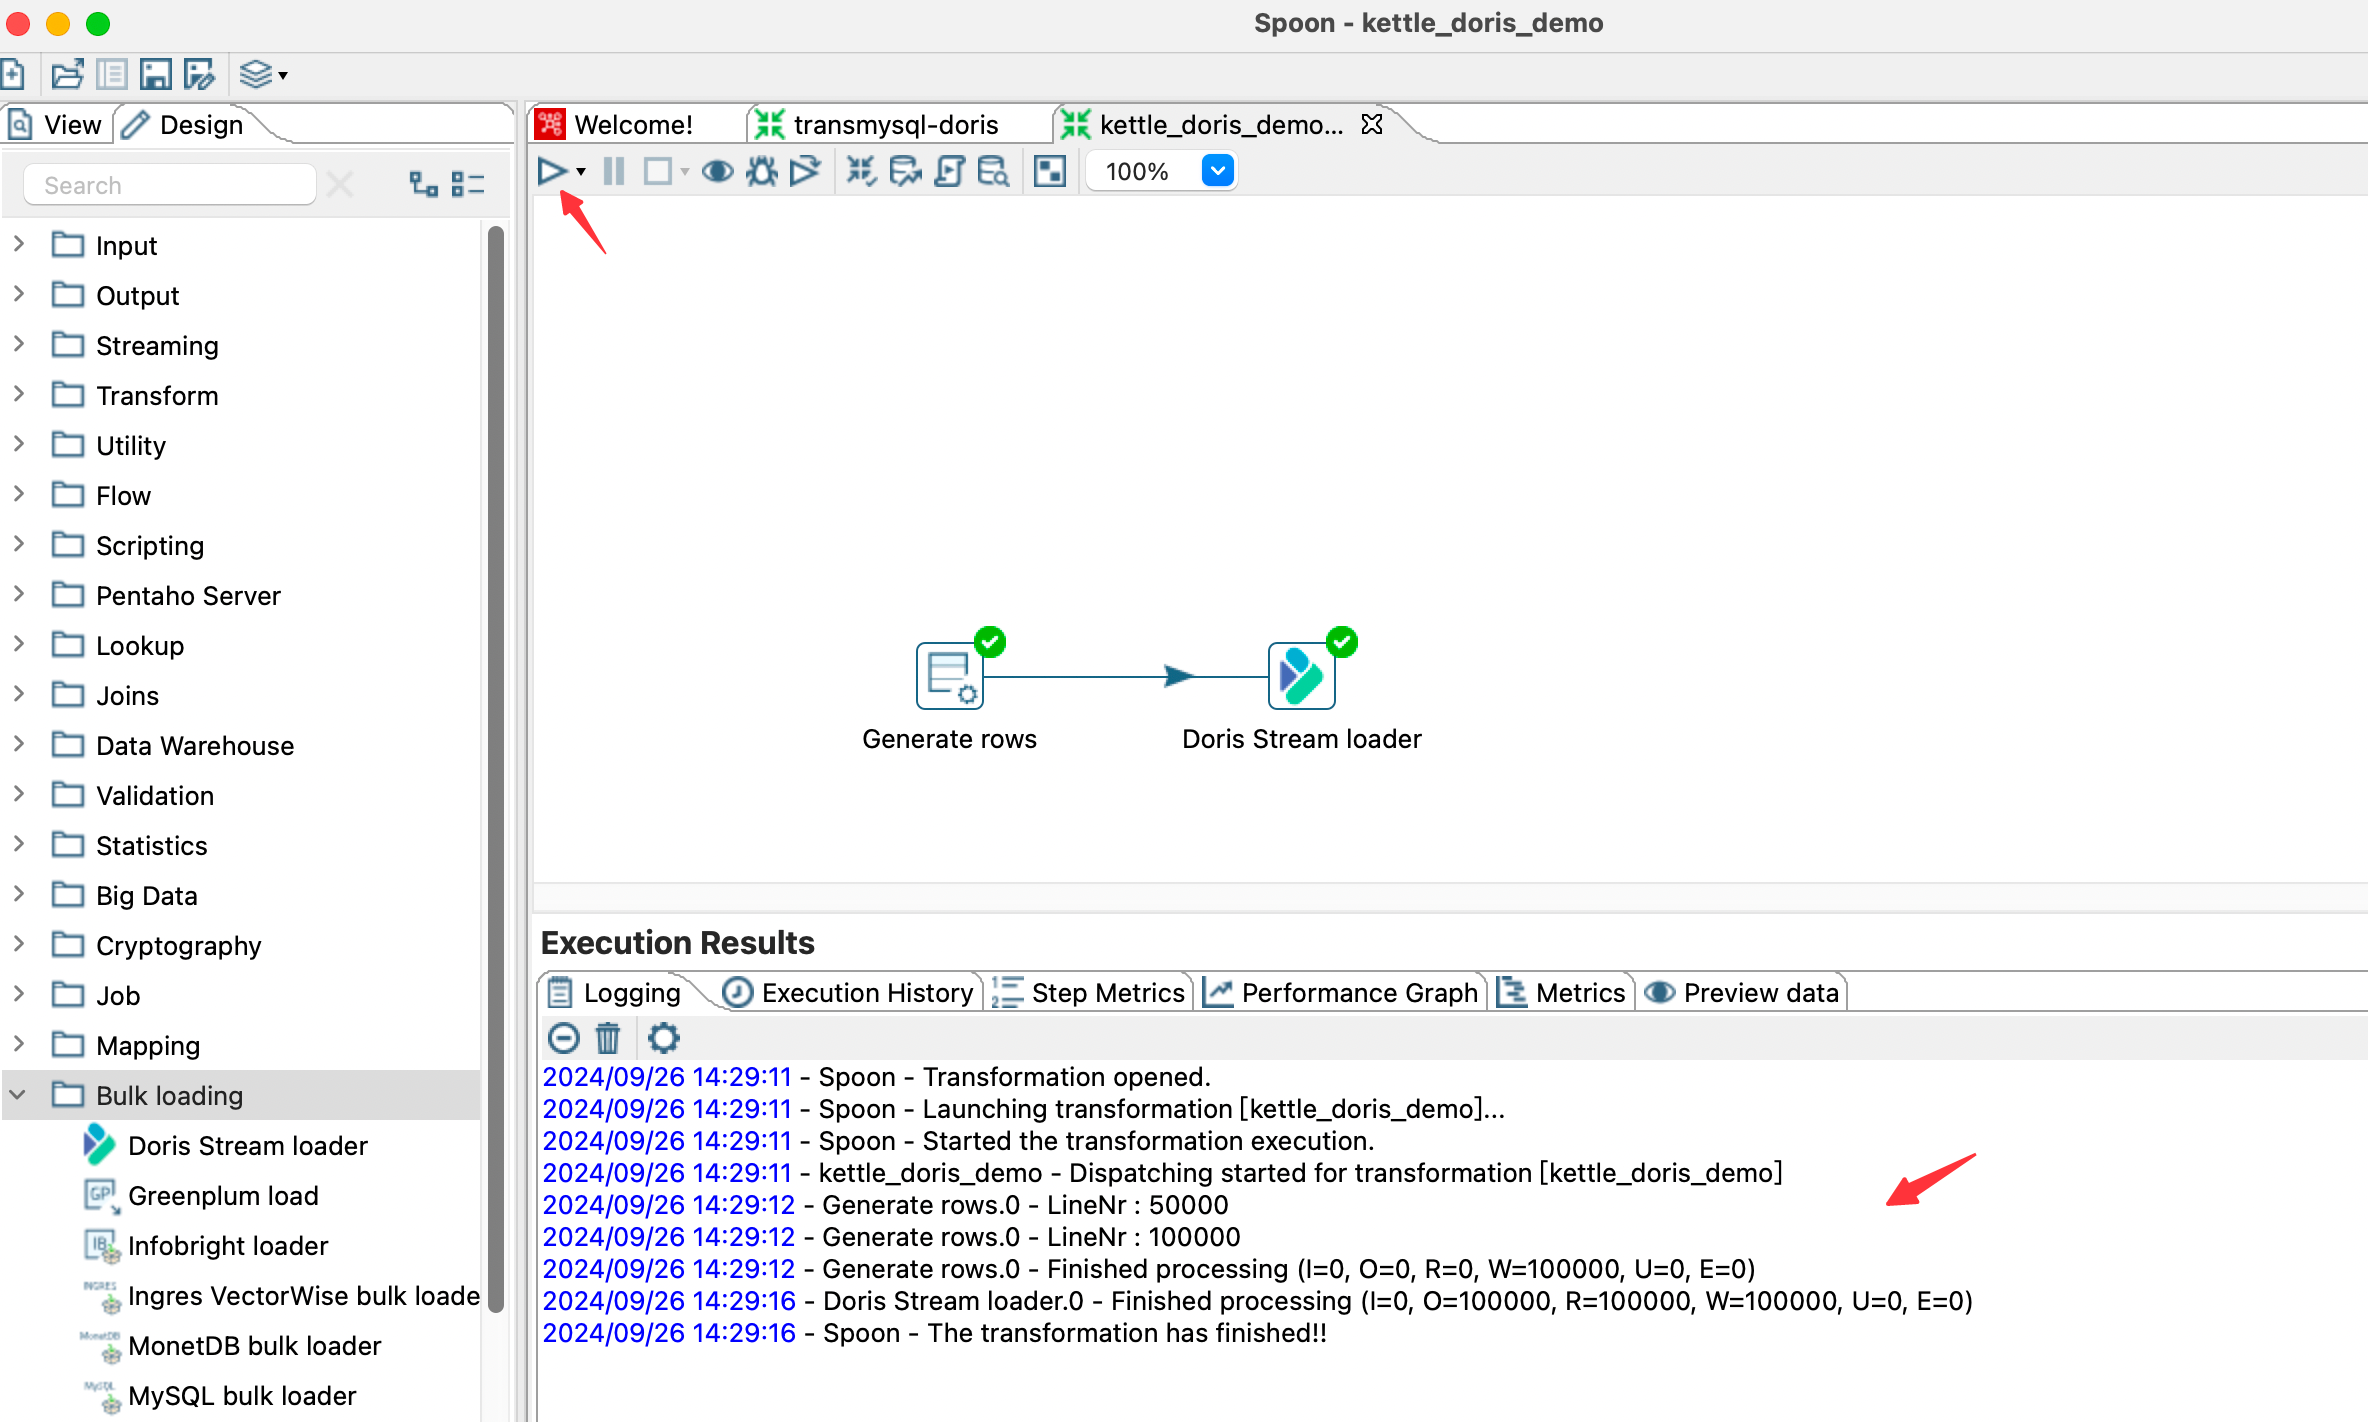 Spoon - kettle_doris_demo
View
Design
Welcome!
transmysql-doris
kettle_doris_demo...
Search
100%
Input
Output
Streaming
Transform
Utility
Flow
Scripting
Pentaho Server
Lookup
Joins
Data Warehouse
Validation
Statistics
Big Data
Cryptography
Job
Mapping
Bulk loading
Doris Stream loader
GP Greenplum load
IB Infobright loader
INGRES Ingres VectorWise bulk loade
MonetDB MonetDB bulk loader
MySQL MySQL bulk loader
Generate rows
Doris Stream loader
Execution Results
Logging
Execution History
1
2
Step Metrics
Performance Graph
Metrics
Preview data
2024/09/26 14:29:11 - Spoon - Transformation opened.
2024/09/26 14:29:11 - Spoon - Launching transformation [kettle_doris_demo]...
2024/09/26 14:29:11 - Spoon - Started the transformation execution.
2024/09/26 14:29:11 - kettle_doris_demo - Dispatching started for transformation [kettle_doris_demo]
2024/09/26 14:29:12 - Generate rows.0 - LineNr : 50000
2024/09/26 14:29:12 - Generate rows.0 - LineNr : 100000
2024/09/26 14:29:12 - Generate rows.0 - Finished processing (I=0, O=0, R=0, W=100000, U=0, E=0)
2024/09/26 14:29:16 - Doris Stream loader.0 - Finished processing (I=0, O=100000, R=100000, W=100000, U=0, E=0)
2024/09/26 14:29:16 - Spoon - The transformation has finished!!